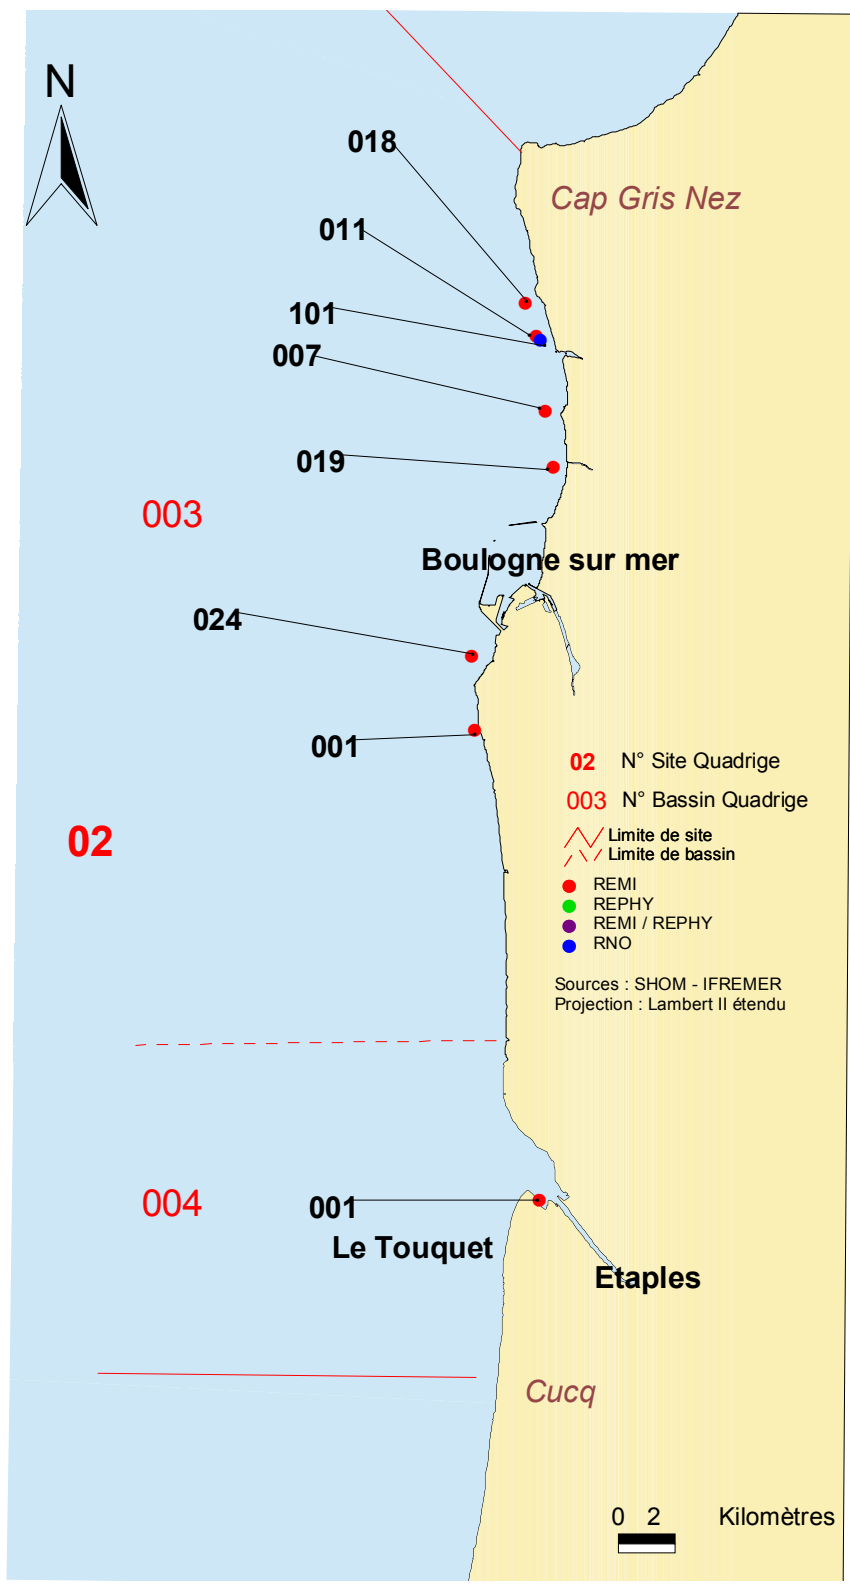 N
018
Cap Gris Nez
011
101
007
019
003
Boulogne sur mer
024
001
02 N° Site Quadrige
003 N° Bassin Quadrige
02
Limite de site
Limite de bassin
REMI
REPHY
REMI / REPHY
RNO
Sources : SHOM - IFREMER
Projection : Lambert II étendu
004
001
Le Touquet
Etaples
Cucq
0 2 Kilomètres